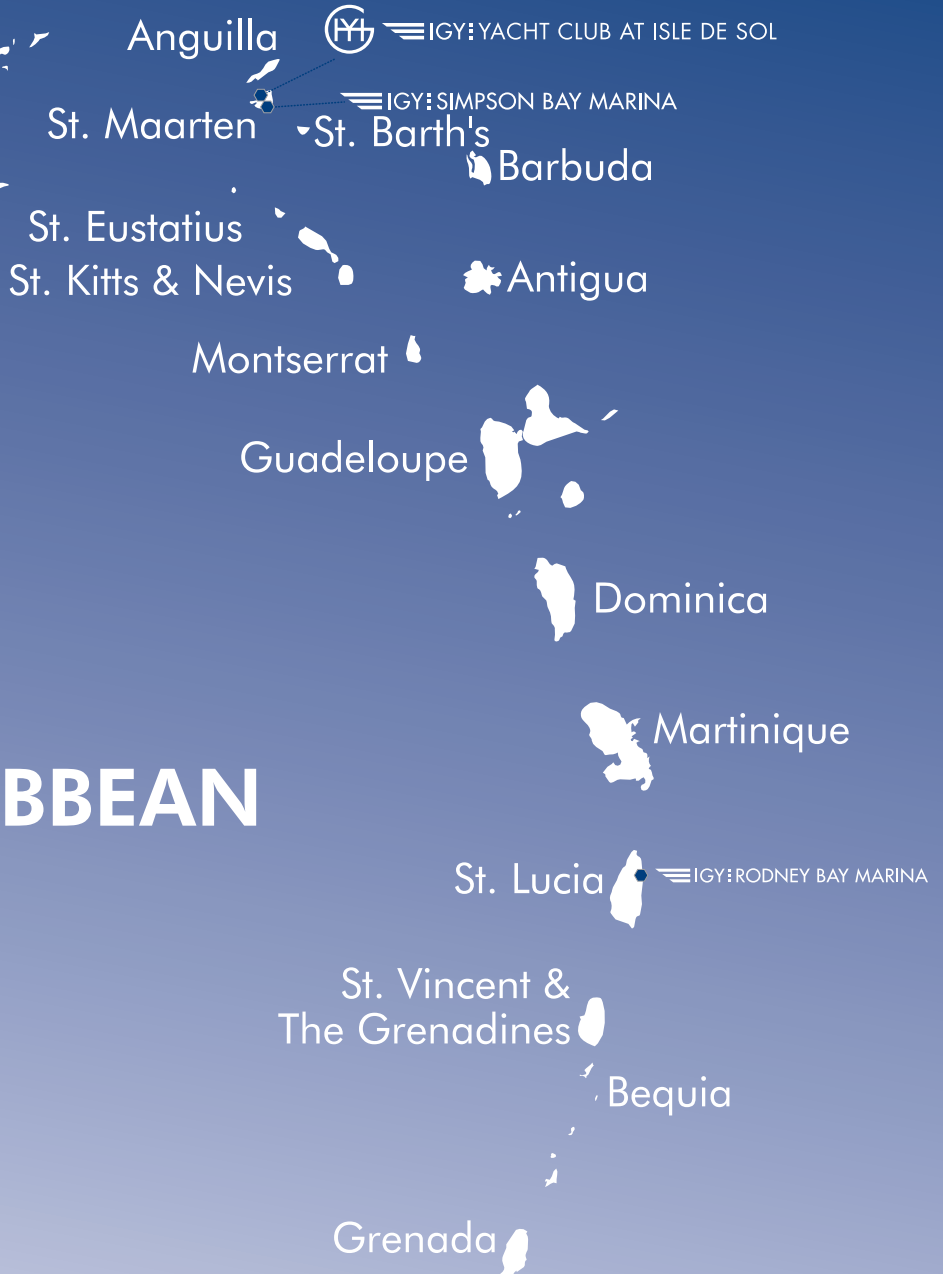 Anguilla
IGY YACHT CLUB AT ISLE DE SOL
IGY SIMPSON BAY MARINA
St. Maarten
St. Barth's
Barbuda
St. Eustatius
St. Kitts & Nevis
Antigua
Montserrat
Guadeloupe
Dominica
Martinique
BBEAN
St. Lucia
IGY RODNEY BAY MARINA
St. Vincent &
The Grenadines
Bequia
Grenada